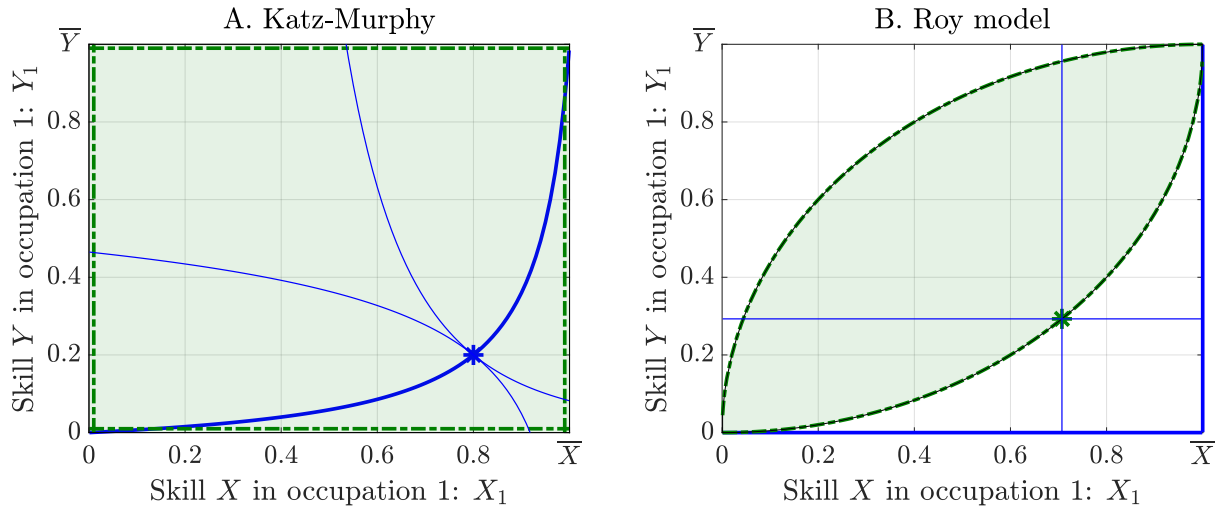 A. Katz-Murphy
Y̅
0.8
0.6
0.4
0.2
0
0
0.2
0.4
0.6
0.8
X̅
Skill Y in occupation 1: Y₁
Skill X in occupation 1: X₁
B. Roy model
Y̅
0.8
0.6
0.4
0.2
0
0
0.2
0.4
0.6
0.8
X̅
Skill Y in occupation 1: Y₁
Skill X in occupation 1: X₁